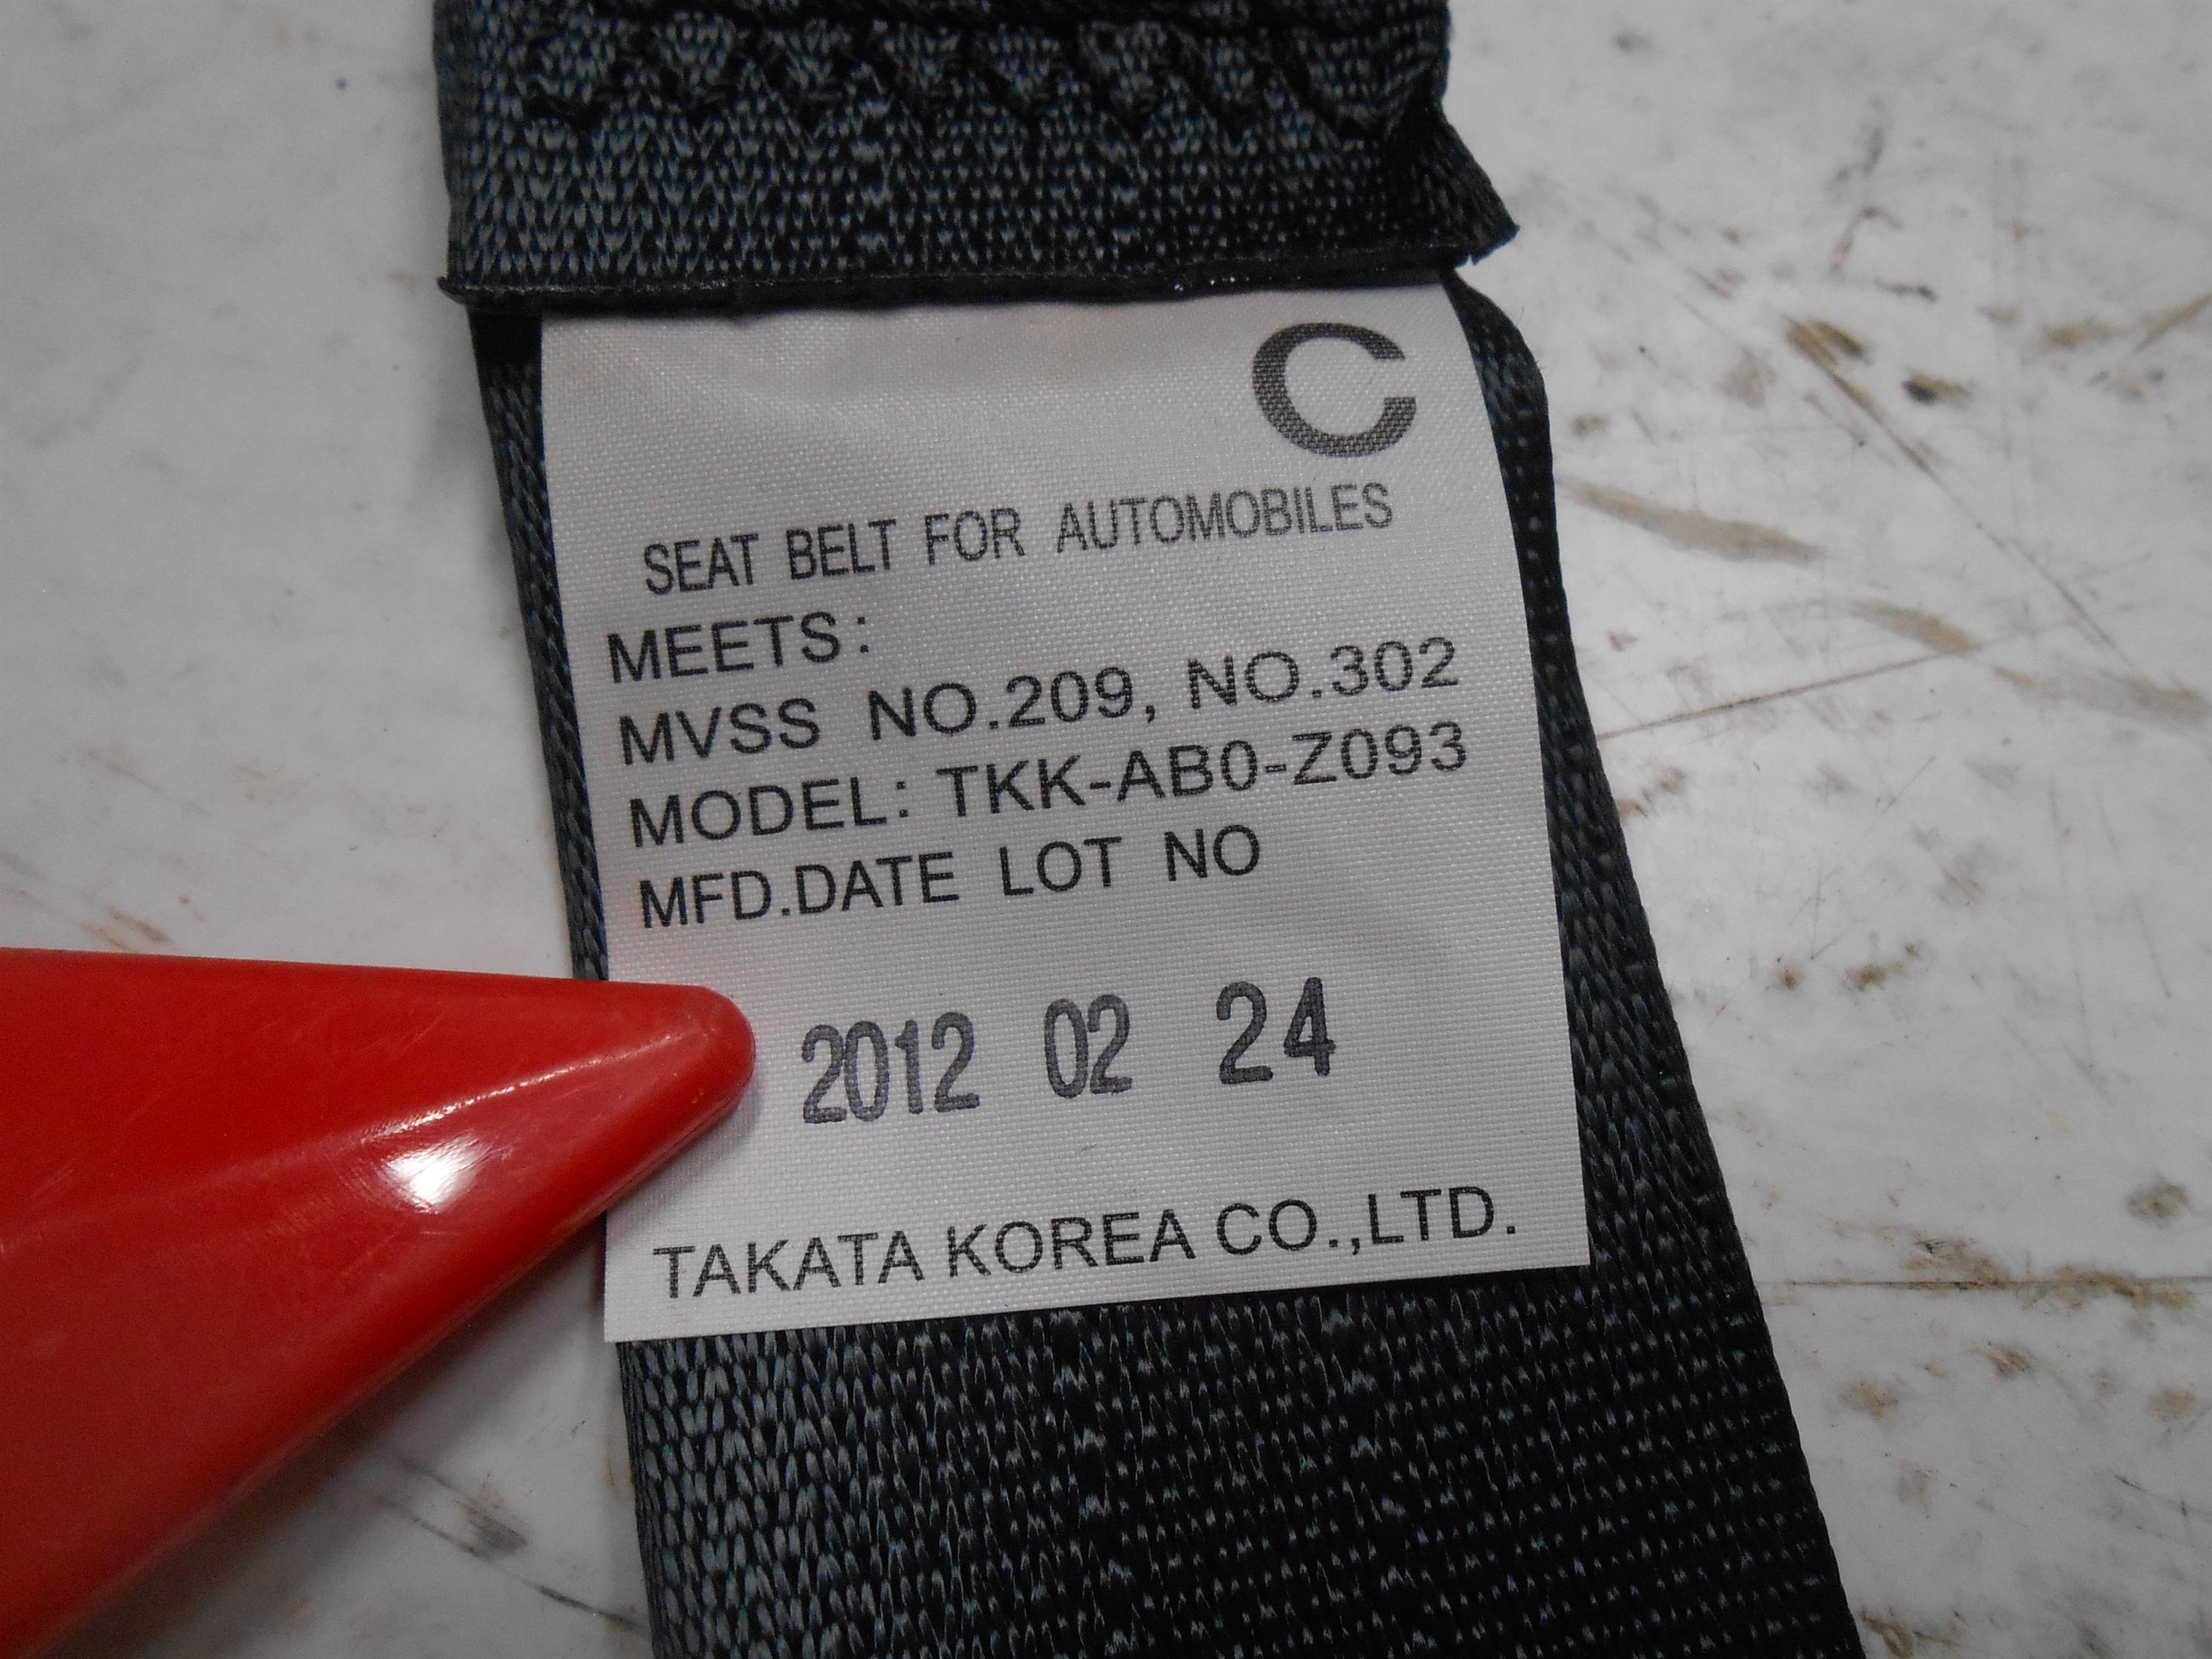 C
SEAT BELT FOR AUTOMOBILES
MEETS:
MVSS NO.209, NO.302
MODEL: TKK-AB0-Z093
MFD.DATE LOT NO
2012 02 24
TAKATA KOREA CO.,LTD.